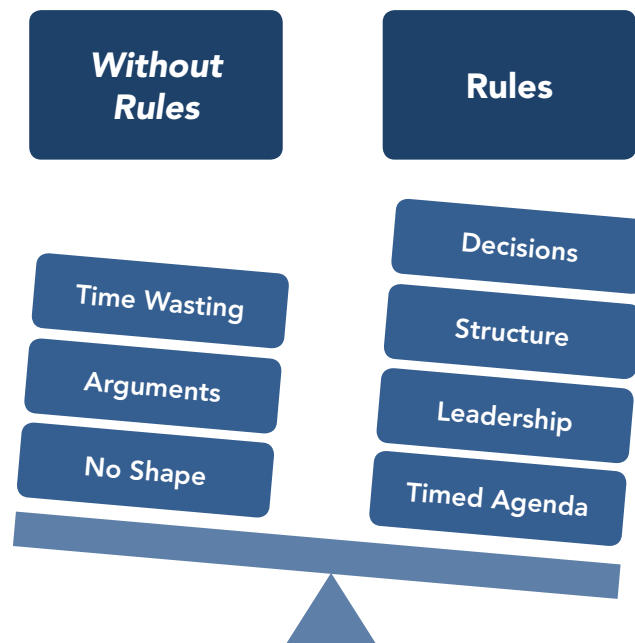 Without
Rules
Rules
Time Wasting
Arguments
No Shape
Decisions
Structure
Leadership
Timed Agenda